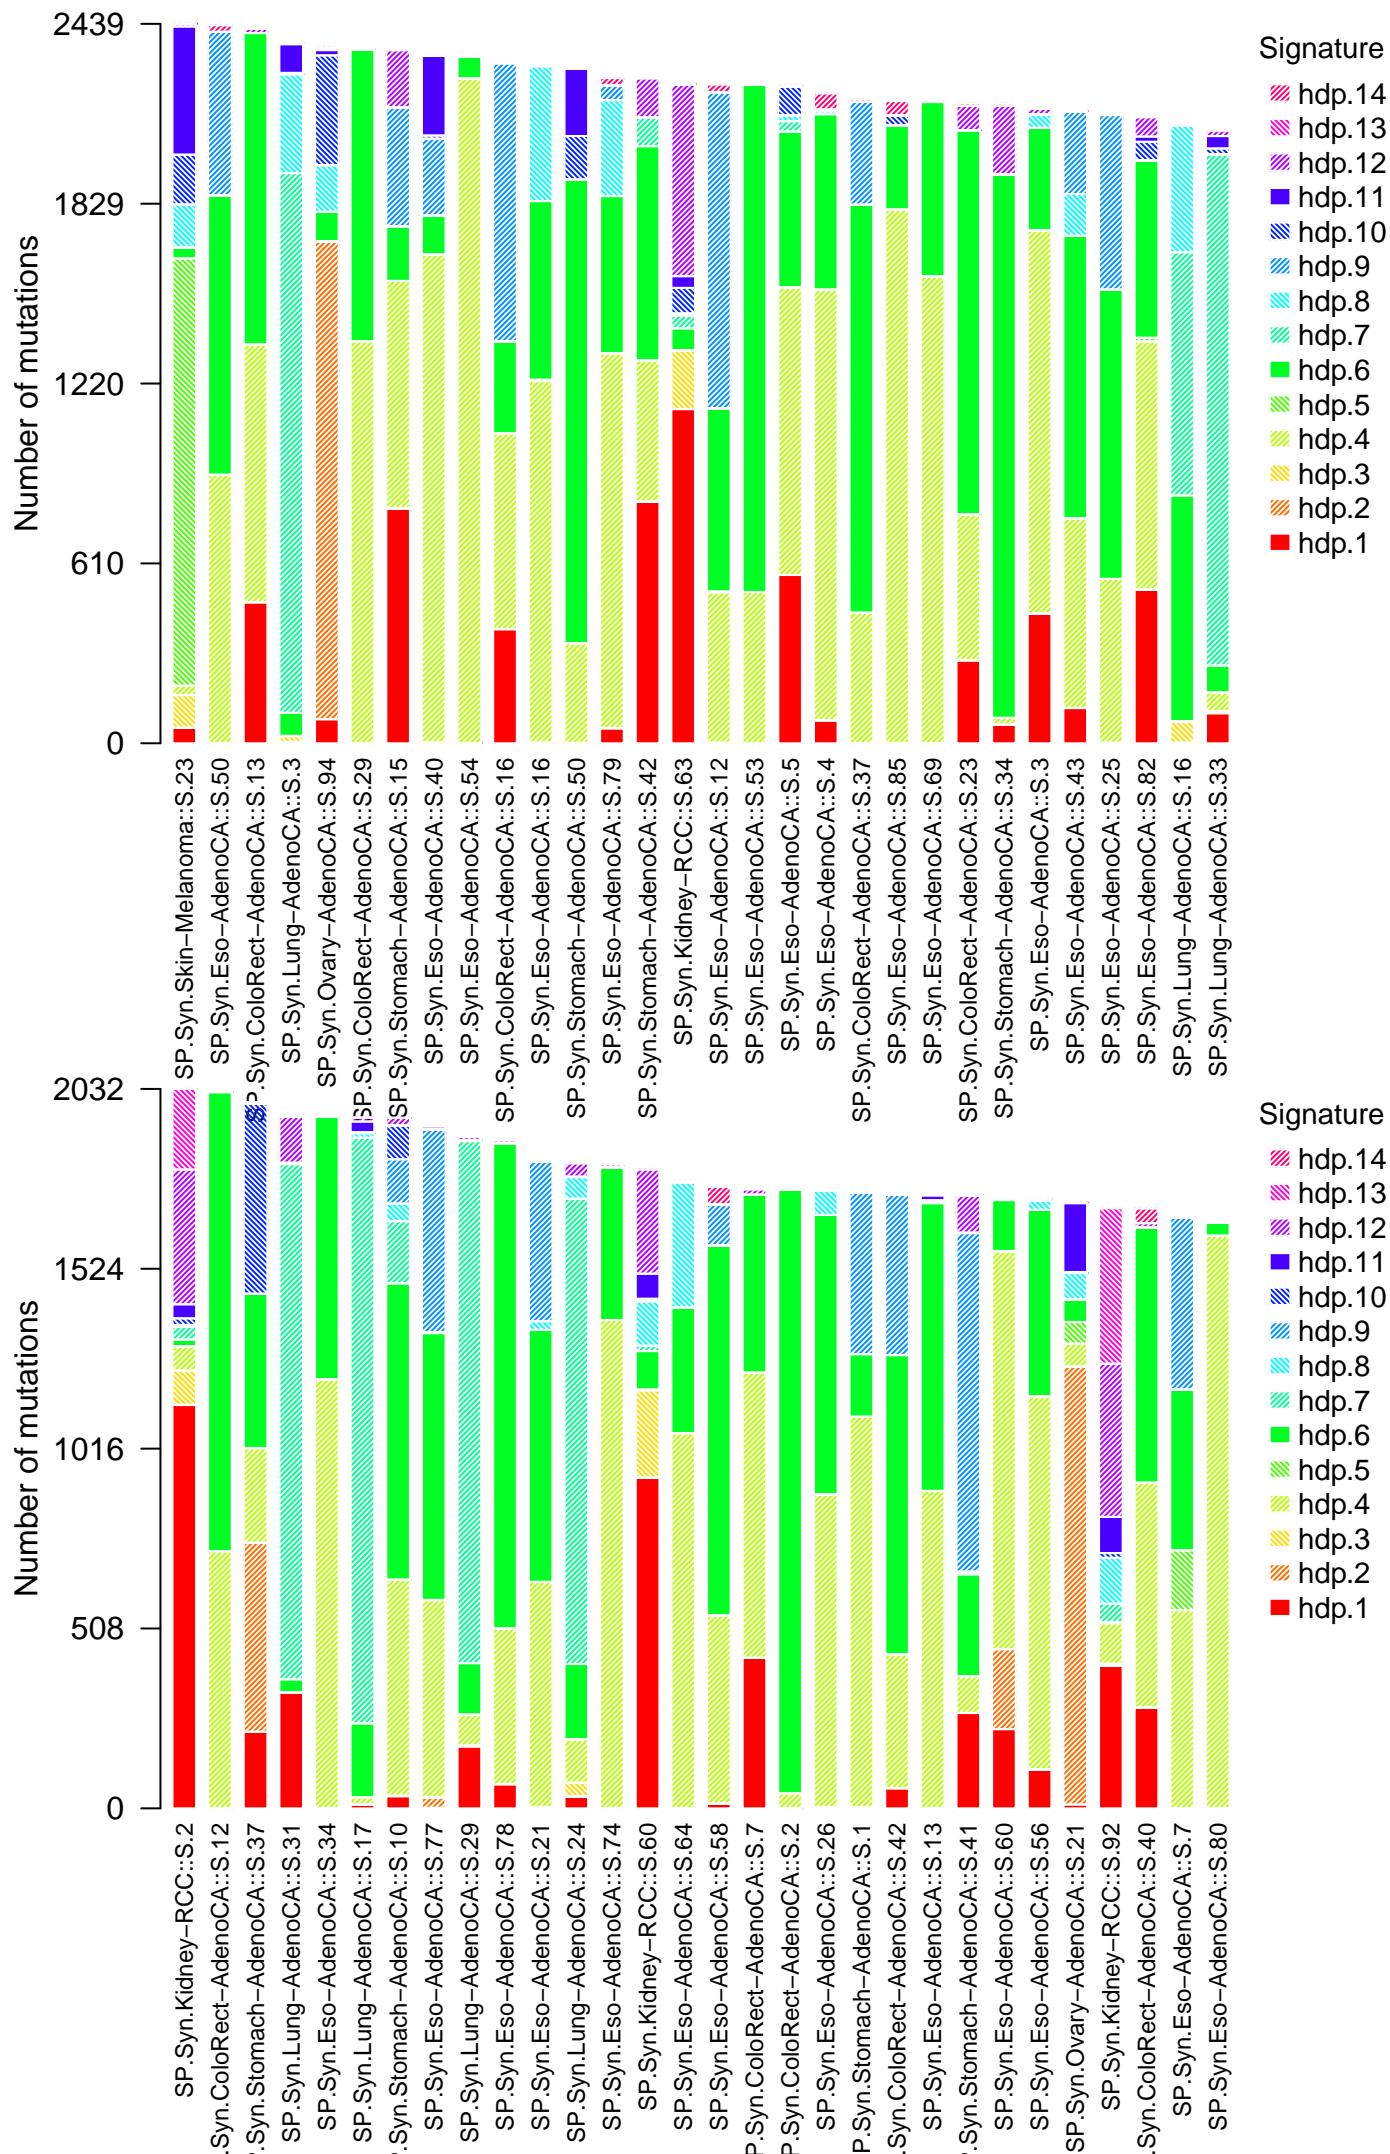 2439
1829
1220
610
0
Number of mutations
Signature
hdp.14
hdp.13
hdp.12
hdp.11
hdp.10
hdp.9
hdp.8
hdp.7
hdp.6
hdp.5
hdp.4
hdp.3
hdp.2
hdp.1
SP.Syn.Skin−Melanoma::S.23
SP.Syn.Eso−AdenoCA::S.50
SP.Syn.ColoRect−AdenoCA::S.13
SP.Syn.Lung−AdenoCA::S.3
SP.Syn.Ovary−AdenoCA::S.94
SP.Syn.ColoRect−AdenoCA::S.29
SP.Syn.Stomach−AdenoCA::S.15
SP.Syn.Eso−AdenoCA::S.40
SP.Syn.Eso−AdenoCA::S.54
SP.Syn.ColoRect−AdenoCA::S.16
SP.Syn.Eso−AdenoCA::S.16
SP.Syn.Stomach−AdenoCA::S.50
SP.Syn.Eso−AdenoCA::S.79
SP.Syn.Stomach−AdenoCA::S.42
SP.Syn.Kidney−RCC::S.63
SP.Syn.Eso−AdenoCA::S.12
SP.Syn.Eso−AdenoCA::S.53
SP.Syn.Eso−AdenoCA::S.5
SP.Syn.Eso−AdenoCA::S.4
SP.Syn.ColoRect−AdenoCA::S.37
SP.Syn.Eso−AdenoCA::S.85
SP.Syn.Eso−AdenoCA::S.69
SP.Syn.ColoRect−AdenoCA::S.23
SP.Syn.Stomach−AdenoCA::S.34
SP.Syn.Eso−AdenoCA::S.3
SP.Syn.Eso−AdenoCA::S.43
SP.Syn.Eso−AdenoCA::S.25
SP.Syn.Eso−AdenoCA::S.82
SP.Syn.Lung−AdenoCA::S.16
SP.Syn.Lung−AdenoCA::S.33
2032
1524
1016
508
0
Number of mutations
Signature
hdp.14
hdp.13
hdp.12
hdp.11
hdp.10
hdp.9
hdp.8
hdp.7
hdp.6
hdp.5
hdp.4
hdp.3
hdp.2
hdp.1
SP.Syn.Kidney−RCC::S.2
.Syn.ColoRect−AdenoCA::S.12
P.Syn.Stomach−AdenoCA::S.37
SP.Syn.Lung−AdenoCA::S.31
SP.Syn.Eso−AdenoCA::S.34
SP.Syn.Lung−AdenoCA::S.17
P.Syn.Stomach−AdenoCA::S.10
SP.Syn.Eso−AdenoCA::S.77
SP.Syn.Lung−AdenoCA::S.29
SP.Syn.Eso−AdenoCA::S.78
SP.Syn.Eso−AdenoCA::S.21
SP.Syn.Lung−AdenoCA::S.24
SP.Syn.Eso−AdenoCA::S.74
SP.Syn.Kidney−RCC::S.60
SP.Syn.Eso−AdenoCA::S.64
SP.Syn.Eso−AdenoCA::S.58
P.Syn.ColoRect−AdenoCA::S.7
P.Syn.ColoRect−AdenoCA::S.2
SP.Syn.Eso−AdenoCA::S.26
P.Syn.Stomach−AdenoCA::S.1
.Syn.ColoRect−AdenoCA::S.42
SP.Syn.Eso−AdenoCA::S.13
P.Syn.Stomach−AdenoCA::S.41
SP.Syn.Eso−AdenoCA::S.60
SP.Syn.Eso−AdenoCA::S.56
SP.Syn.Ovary−AdenoCA::S.21
SP.Syn.Kidney−RCC::S.92
.Syn.ColoRect−AdenoCA::S.40
SP.Syn.Eso−AdenoCA::S.7
SP.Syn.Eso−AdenoCA::S.80